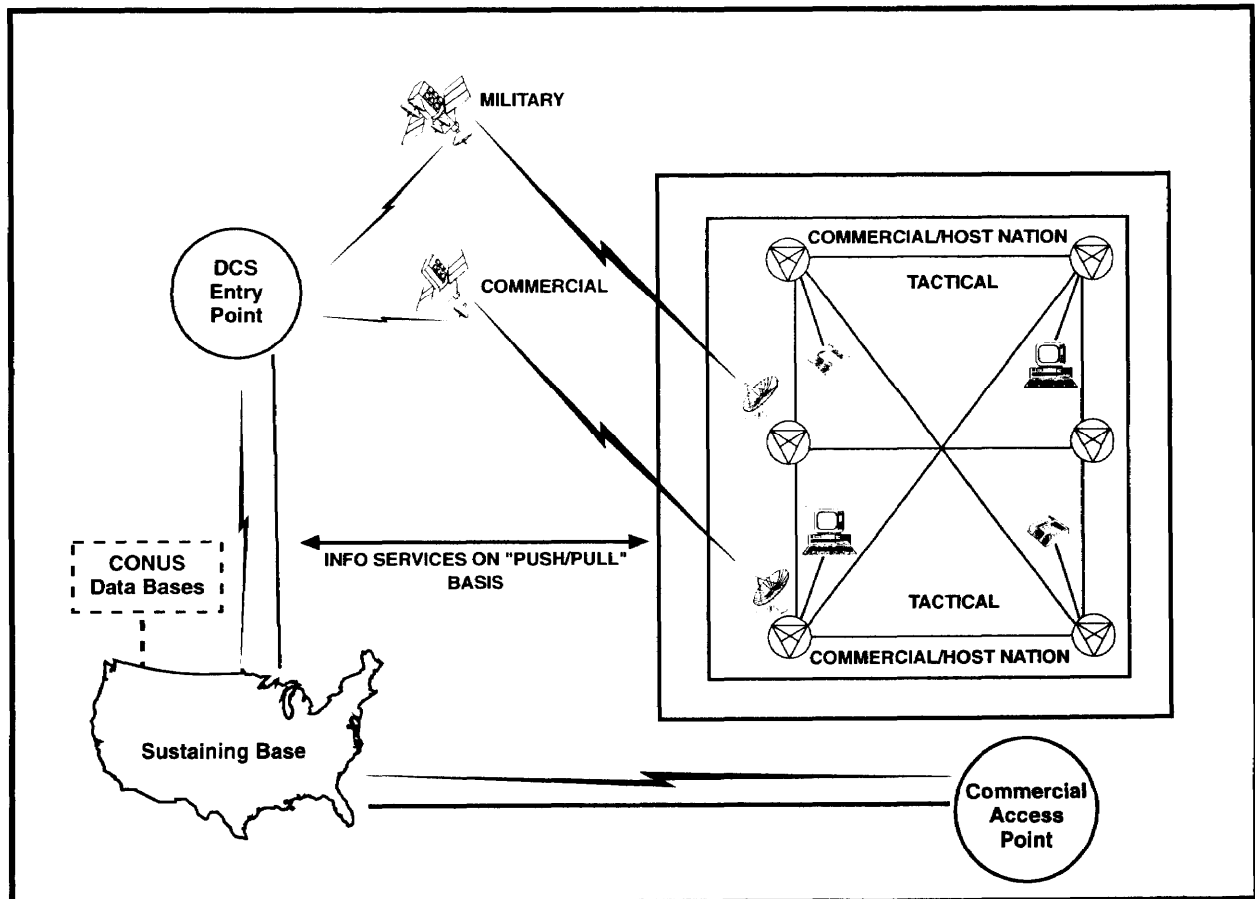 MILITARY
COMMERCIAL/HOST NATION
DCS
Entry
Point
COMMERCIAL
TACTICAL
INFO SERVICES ON "PUSH/PULL"
BASIS
CONUS
Data Bases
TACTICAL
COMMERCIAL/HOST NATION
Sustaining Base
Commercial
Access
Point